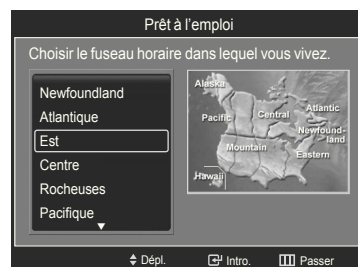 Prêt à l'emploi
Choisir le fuseau horaire dans lequel vous vivez.
Newfoundland
Atlantique
Est
Centre
Rocheuses
Pacifique
Alaska
Pacific
Central
Atlantic
Newfound-
land
Mountain
Eastern
Hawaii
Dépl.
Intro.
Passer